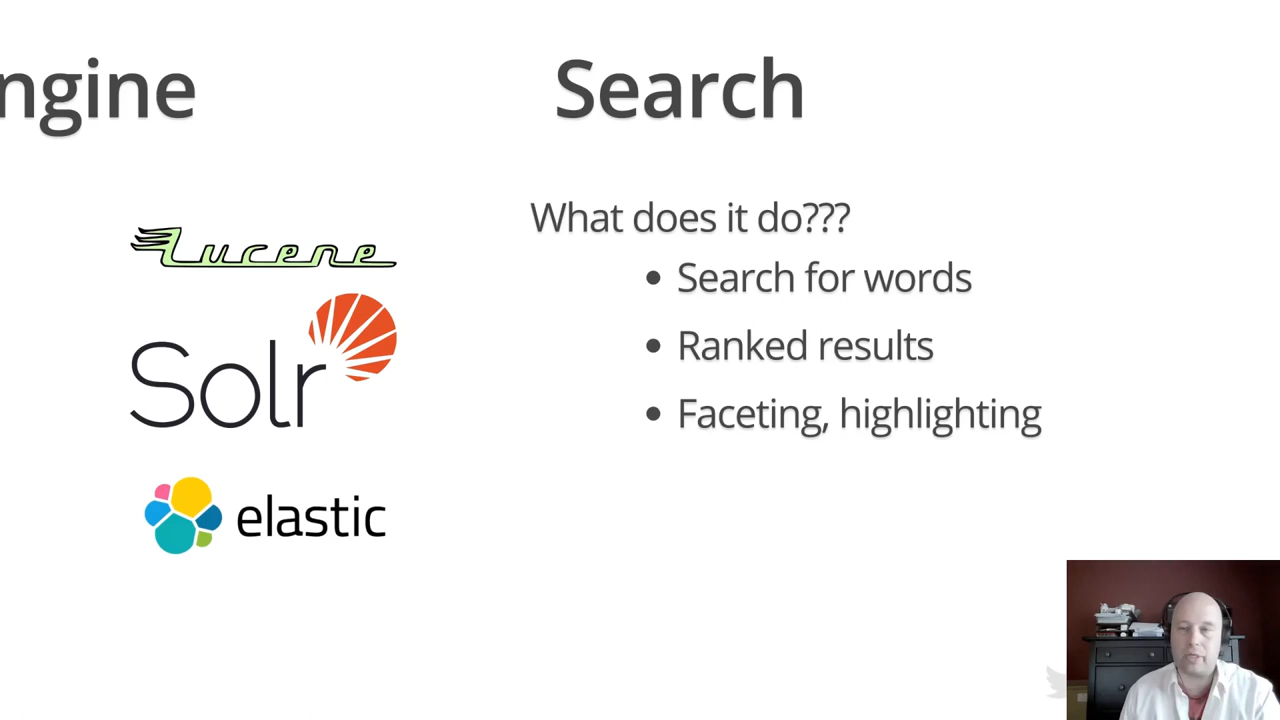 ngine
Search
Lucene
Solr
elastic
What does it do???
• Search for words
• Ranked results
• Faceting, highlighting